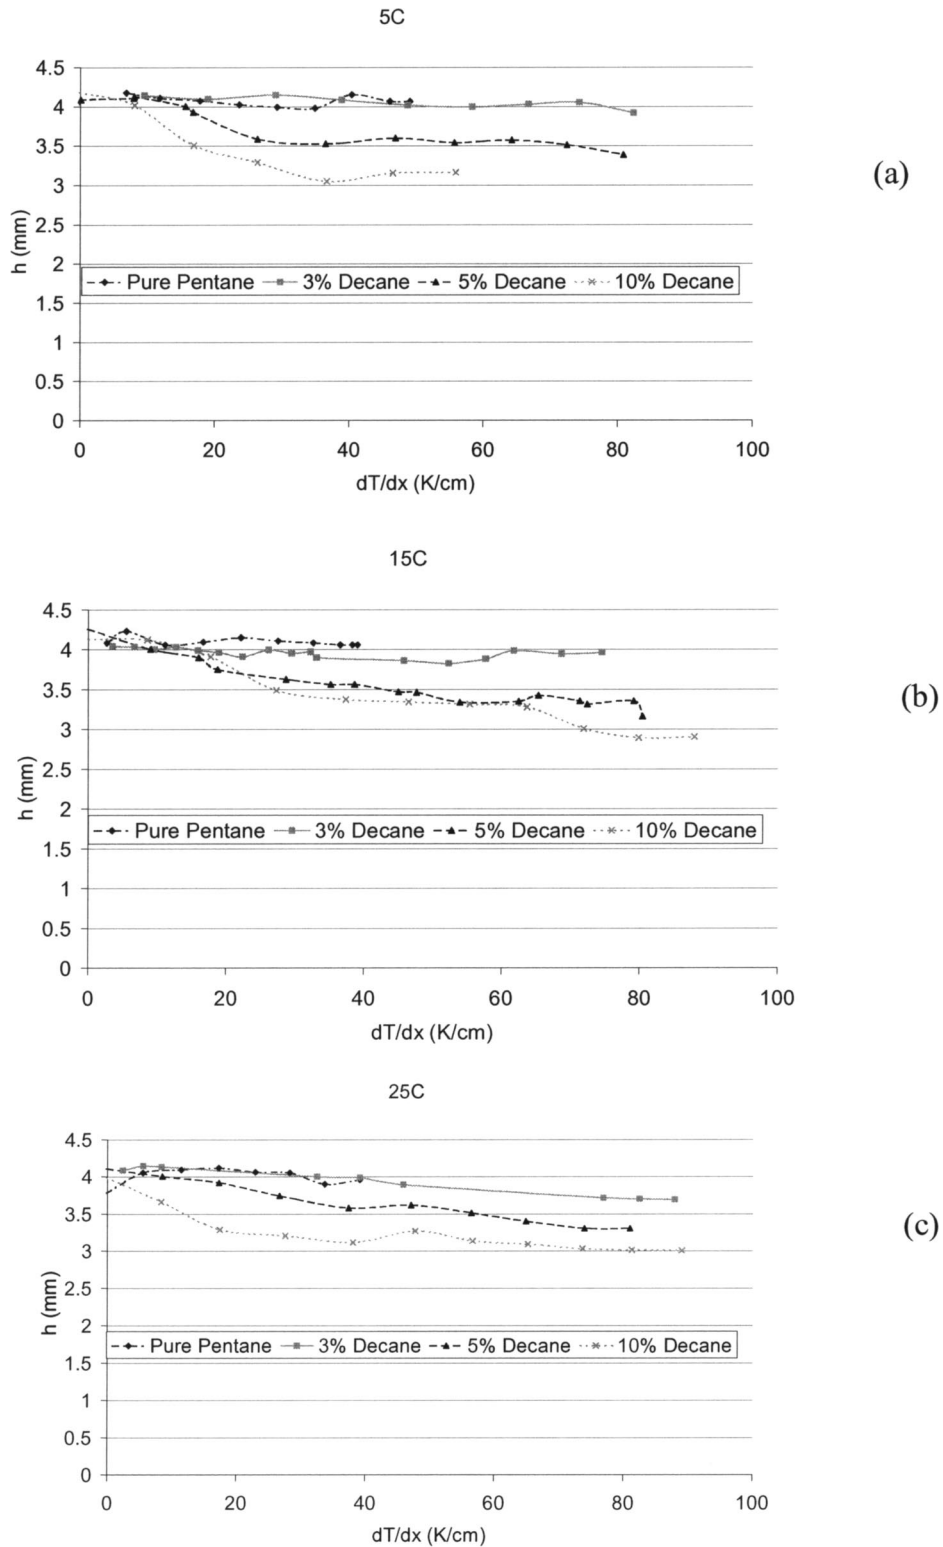 5C
4.5
4
3.5
3
2.5
2
1.5
1
0.5
0
h (mm)
Pure Pentane 3% Decane 5% Decane 10% Decane
0 20 40 60 80 100
dT/dx (K/cm)
(a)
15C
4.5
4
3.5
3
2.5
2
1.5
1
0.5
0
h (mm)
Pure Pentane 3% Decane 5% Decane 10% Decane
0 20 40 60 80 100
dT/dx (K/cm)
(b)
25C
4.5
4
3.5
3
2.5
2
1.5
1
0.5
0
h (mm)
Pure Pentane 3% Decane 5% Decane 10% Decane
0 20 40 60 80 100
dT/dx (K/cm)
(c)